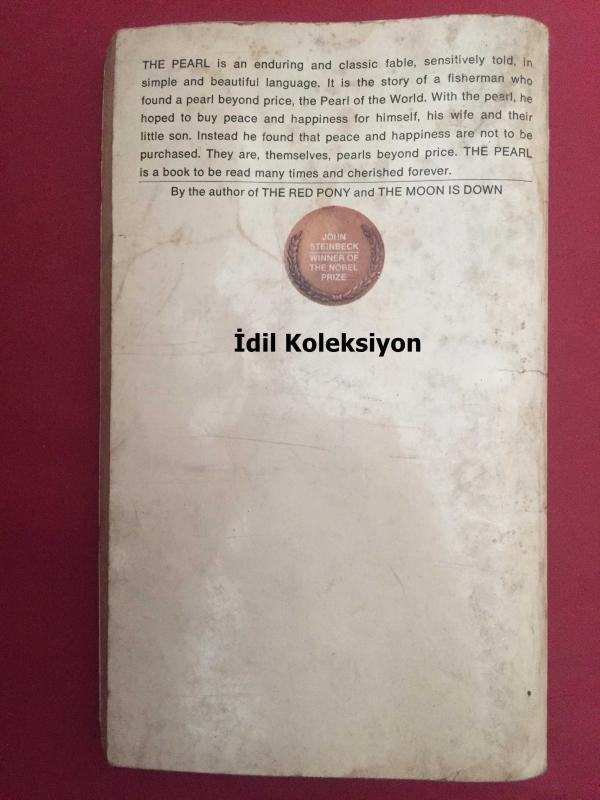 THE PEARL is an enduring and classic fable, sensitively told, in
simple and beautiful language. It is the story of a fisherman who
found a pearl beyond price, the Pearl of the World. With the pearl, he
hoped to buy peace and happiness for himself, his wife and their
little son. Instead he found that peace and happiness are not to be
purchased. They are, themselves, pearls beyond price. THE PEARL
is a book to be read many times and cherished forever.
By the author of THE RED PONY and THE MOON IS DOWN
JOHN
STEINBECK
WINNER OF
THE NOBEL
PRIZE
İdil Koleksiyon